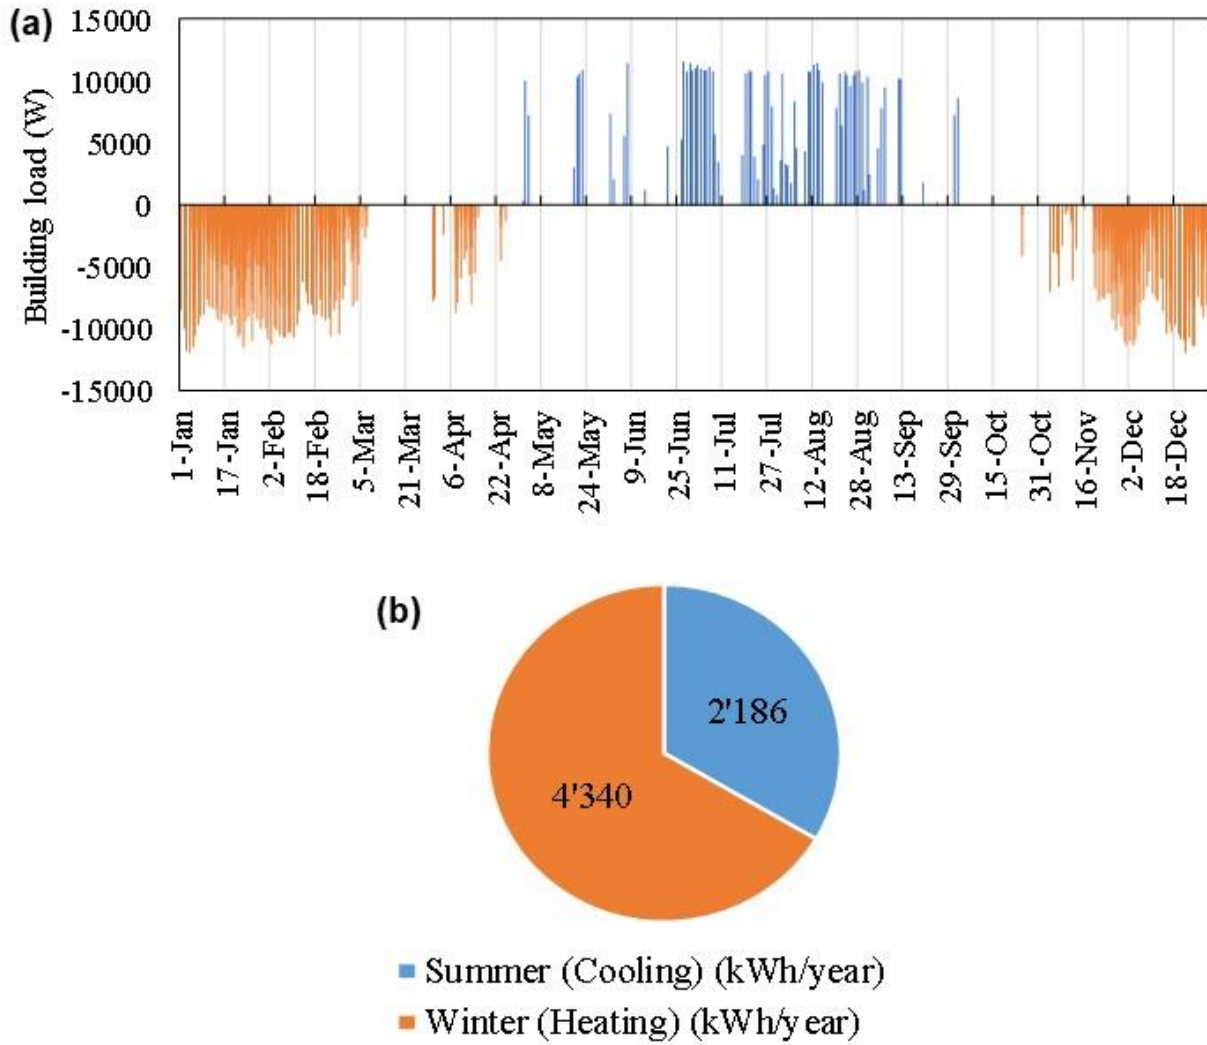 (a)
Building load (W)
15000
10000
5000
0
-5000
-10000
-15000
1-Jan
17-Jan
2-Feb
18-Feb
5-Mar
21-Mar
6-Apr
22-Apr
8-May
24-May
9-Jun
25-Jun
11-Jul
27-Jul
12-Aug
28-Aug
13-Sep
29-Sep
15-Oct
31-Oct
16-Nov
2-Dec
18-Dec
(b)
2'186
4'340
Summer (Cooling) (kWh/year)
Winter (Heating) (kWh/year)